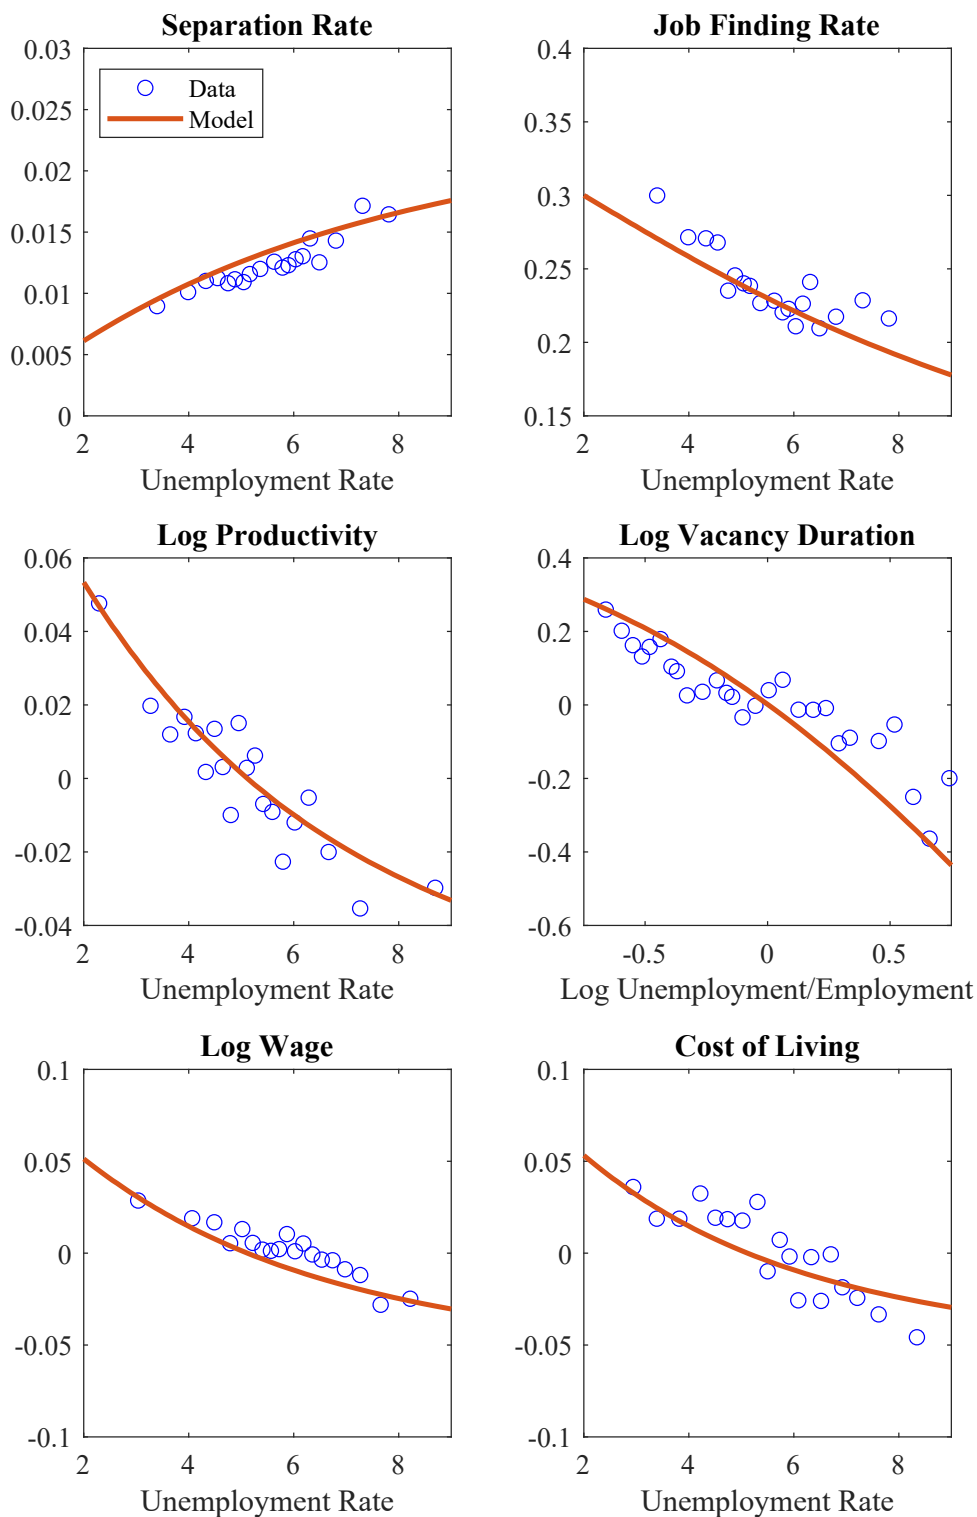 Separation Rate
0.03
0.025
0.02
0.015
0.01
0.005
0
Data
Model
2 4 6 8
Unemployment Rate
Job Finding Rate
0.4
0.35
0.3
0.25
0.2
0.15
2 4 6 8
Unemployment Rate
Log Productivity
0.06
0.04
0.02
0
-0.02
-0.04
2 4 6 8
Unemployment Rate
Log Vacancy Duration
0.4
0.2
0
-0.2
-0.4
-0.6
-0.5 0 0.5
Log Unemployment/Employment
Log Wage
0.1
0.05
0
-0.05
-0.1
2 4 6 8
Unemployment Rate
Cost of Living
0.1
0.05
0
-0.05
-0.1
2 4 6 8
Unemployment Rate